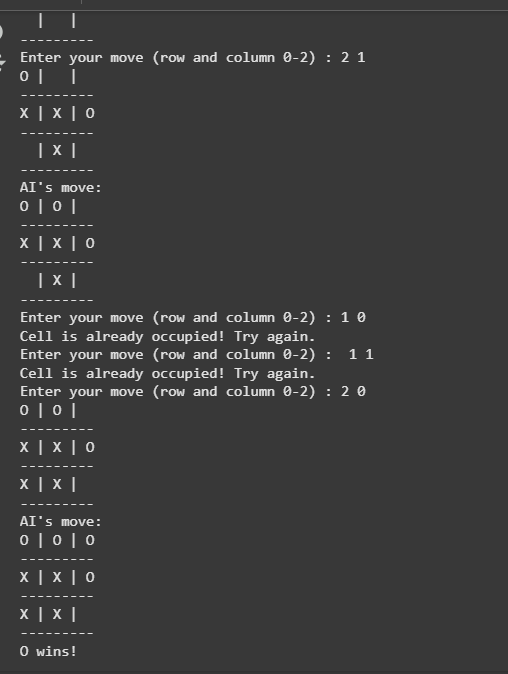 |   |
---------
Enter your move (row and column 0-2) : 2 1
O |   |
---------
X | X | O
---------
  | X |
---------
AI's move:
O | O |
---------
X | X | O
---------
  | X |
---------
Enter your move (row and column 0-2) : 1 0
Cell is already occupied! Try again.
Enter your move (row and column 0-2) :  1 1
Cell is already occupied! Try again.
Enter your move (row and column 0-2) : 2 0
O | O |
---------
X | X | O
---------
X | X |
---------
AI's move:
O | O | O
---------
X | X | O
---------
X | X |
---------
O wins!